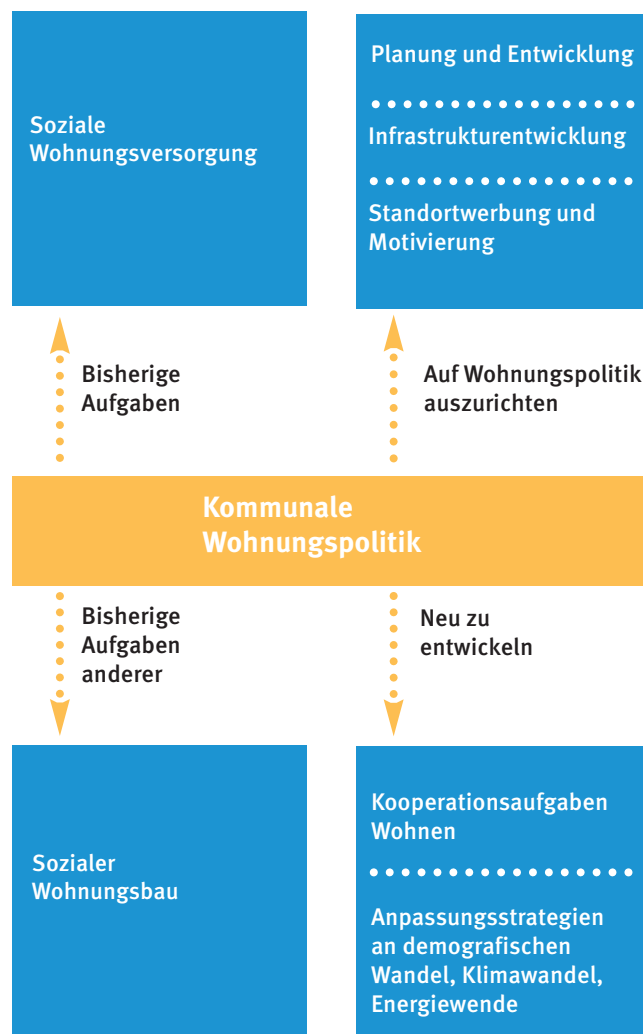 Soziale
Wohnungsversorgung
Planung und Entwicklung
Infrastrukturentwicklung
Standortwerbung und
Motivierung
Bisherige
Aufgaben
Auf Wohnungspolitik
auszurichten
Kommunale
Wohnungspolitik
Bisherige
Aufgaben
anderer
Neu zu
entwickeln
Sozialer
Wohnungsbau
Kooperationsaufgaben
Wohnen
Anpassungsstrategien
an demografischen
Wandel, Klimawandel,
Energiewende